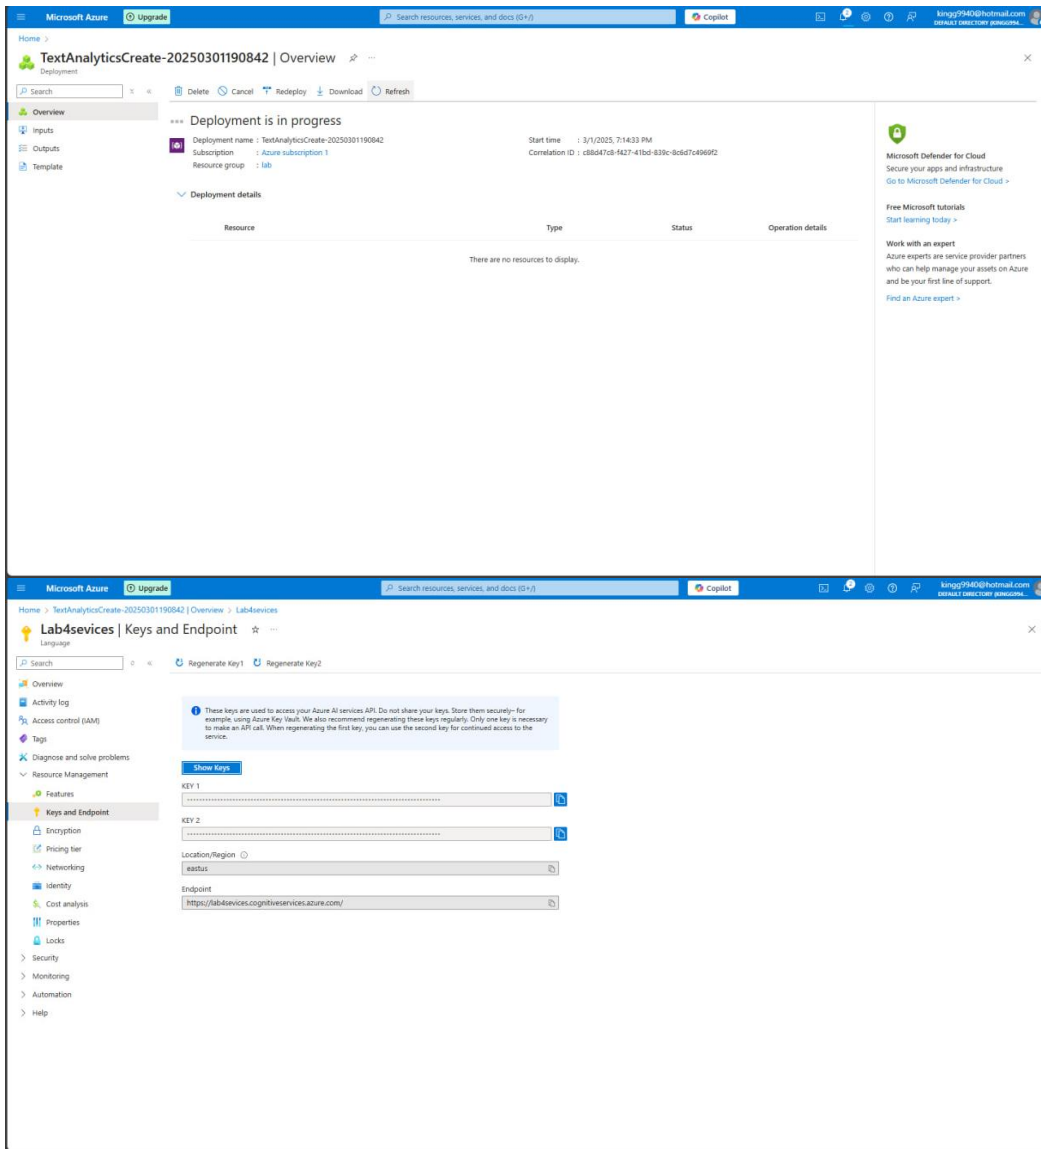 Microsoft Azure
Upgrade
Search resources, services, and docs (G+/)
Copilot
2
kingg9940@hotmail.com
DEFAULT DIRECTORY (KINGG994...
Home >
TextAnalyticsCreate-20250301190842 | Overview
...
Deployment
Search
Delete
Cancel
Redeploy
Download
Refresh
Overview
Inputs
Outputs
Template
Deployment is in progress
Deployment name : TextAnalyticsCreate-20250301190842
Subscription : Azure subscription 1
Resource group : lab
Start time : 3/1/2025, 7:14:33 PM
Correlation ID : c88d47c8-f427-41bd-839c-8c6d7c4969f2
Deployment details
Resource
Type
Status
Operation details
There are no resources to display.
Microsoft Defender for Cloud
Secure your apps and infrastructure
Go to Microsoft Defender for Cloud >
Free Microsoft tutorials
Start learning today >
Work with an expert
Azure experts are service provider partners
who can help manage your assets on Azure
and be your first line of support.
Find an Azure expert >
Microsoft Azure
Upgrade
Search resources, services, and docs (G+/)
Copilot
2
kingg9940@hotmail.com
DEFAULT DIRECTORY (KINGG994...
Home > TextAnalyticsCreate-20250301190842 | Overview > Lab4sevices
Lab4sevices | Keys and Endpoint
...
Language
Search
Regenerate Key1
Regenerate Key2
Overview
Activity log
Access control (IAM)
Tags
Diagnose and solve problems
Resource Management
Features
Keys and Endpoint
Encryption
Pricing tier
Networking
Identity
Cost analysis
Properties
Locks
Security
Monitoring
Automation
Help
These keys are used to access your Azure AI services API. Do not share your keys. Store them securely– for
example, using Azure Key Vault. We also recommend regenerating these keys regularly. Only one key is necessary
to make an API call. When regenerating the first key, you can use the second key for continued access to the
service.
Show Keys
KEY 1
KEY 2
Location/Region
eastus
Endpoint
https://lab4sevices.cognitiveservices.azure.com/